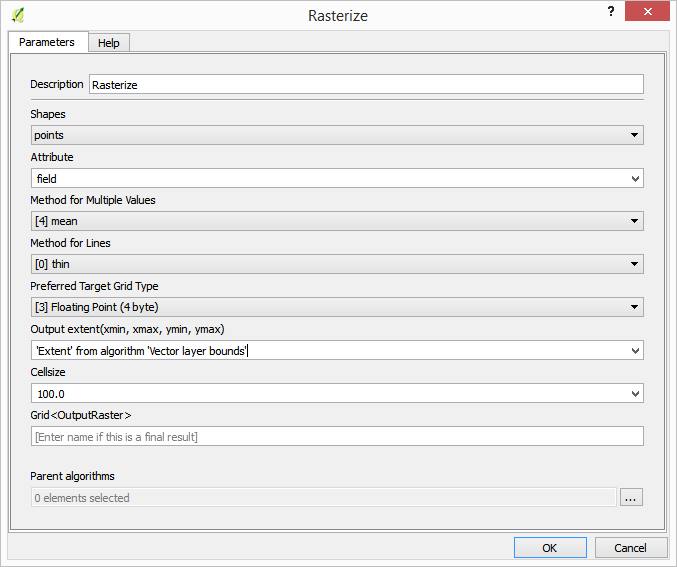 Rasterize
?
Parameters
Help
Description
Rasterize
Shapes
points
Attribute
field
Method for Multiple Values
[4] mean
Method for Lines
[0] thin
Preferred Target Grid Type
[3] Floating Point (4 byte)
Output extent(xmin, xmax, ymin, ymax)
'Extent' from algorithm 'Vector layer bounds'
Cellsize
100.0
Grid<OutputRaster>
[Enter name if this is a final result]
Parent algorithms
0 elements selected
...
OK
Cancel